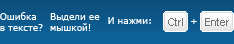 Ошибка в тексте?
Выдели ее мышкой!
И нажми:
Ctrl + Enter